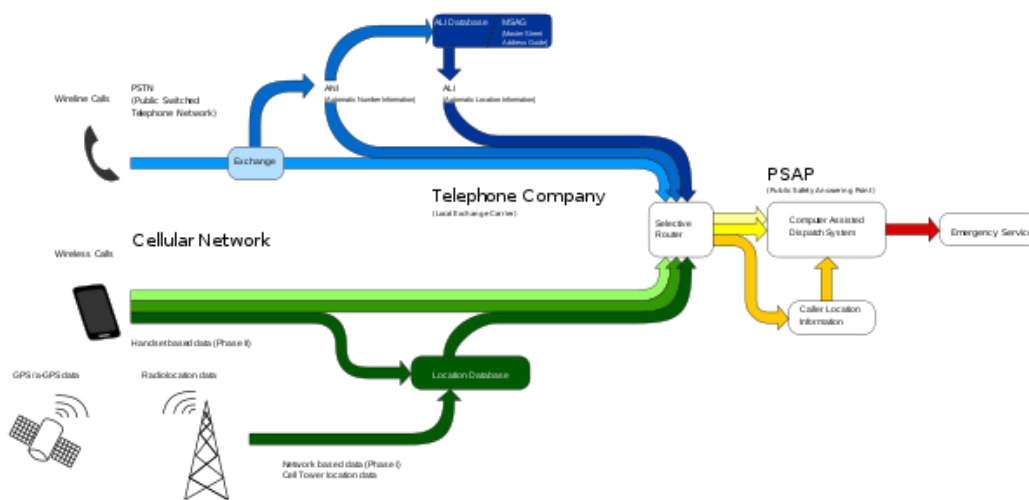 ALI Database
MSAG
(Master Street
Address Guide)
Wireline Calls
PSTN
(Public Switched
Telephone Network)
ANI
(Automatic Number Information)
ALI
(Automatic Location Information)
Exchange
Telephone Company
(Local Exchange Carrier)
PSAP
(Public Safety Answering Point)
Selective
Router
Computer Assisted
Dispatch System
Emergency Service
Cellular Network
Wireless Calls
Caller Location
Information
Handset based data (Phase II)
GPS/a-GPS data
Radiolocation data
Location Database
Network based data (Phase I)
Cell Tower location data